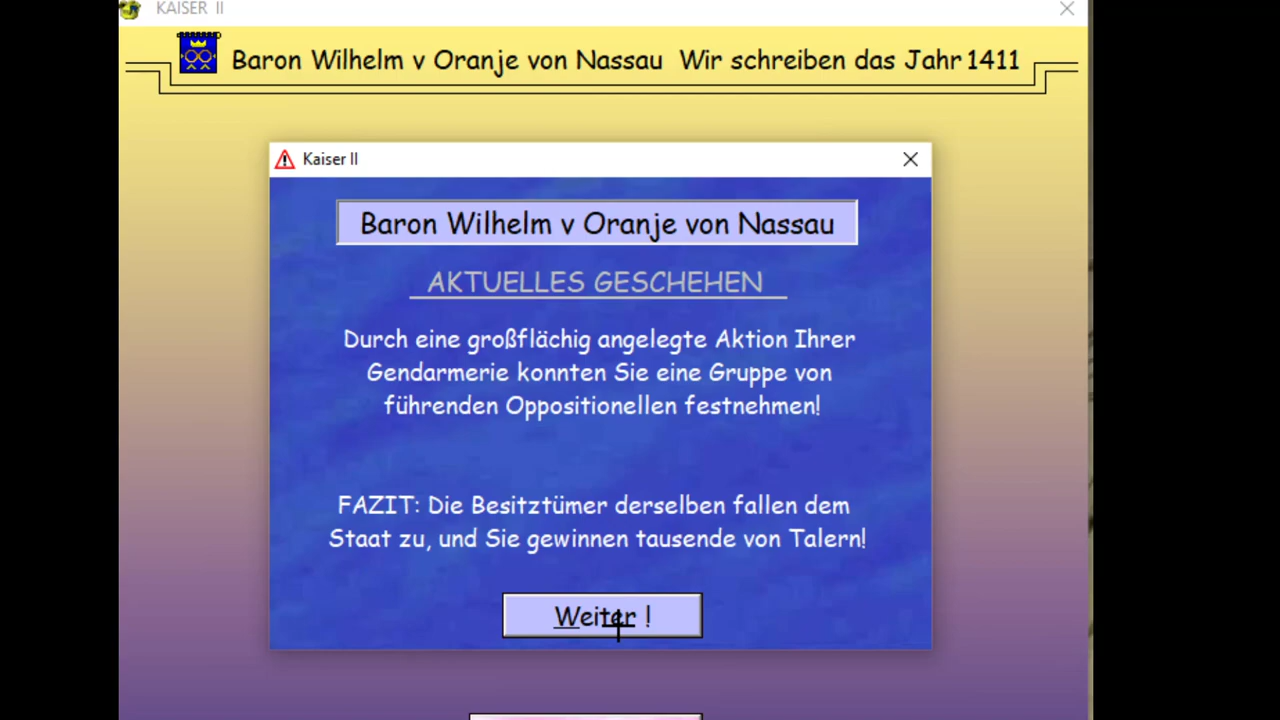 KAISER II
Baron Wilhelm v Oranje von Nassau Wir schreiben das Jahr 1411
Kaiser II
Baron Wilhelm v Oranje von Nassau
AKTUELLES GESCHEHEN
Durch eine großflächig angelegte Aktion Ihrer
Gendarmerie konnten Sie eine Gruppe von
führenden Oppositionellen festnehmen!
FAZIT: Die Besitztümer derselben fallen dem
Staat zu, und Sie gewinnen tausende von Talern!
Weiter !